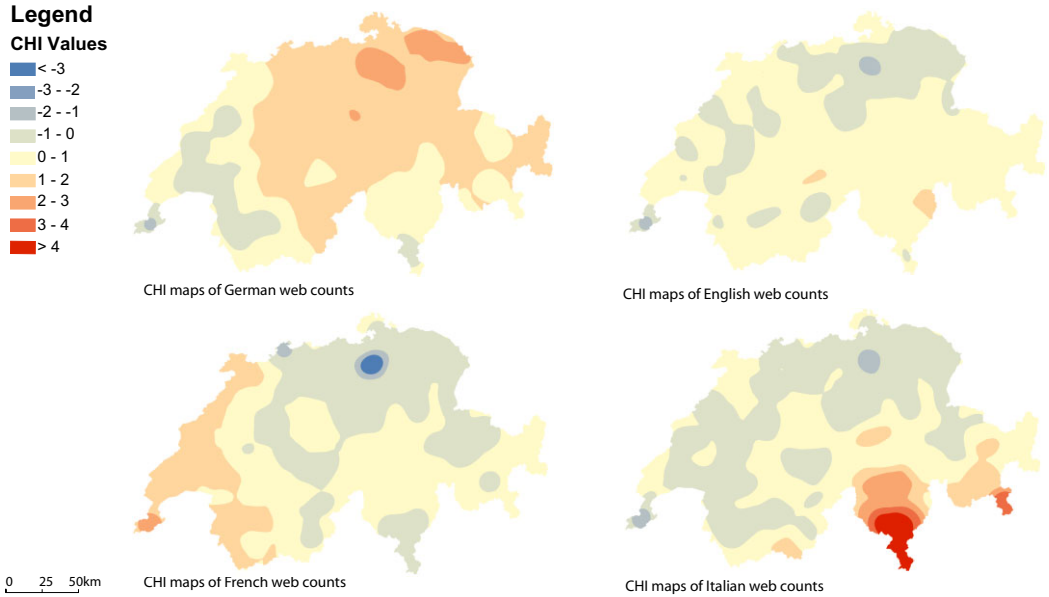 Legend
CHI Values
< -3
-3 - -2
-2 - -1
-1 - 0
0 - 1
1 - 2
2 - 3
3 - 4
> 4
CHI maps of German web counts
CHI maps of English web counts
CHI maps of French web counts
CHI maps of Italian web counts
0 25 50km